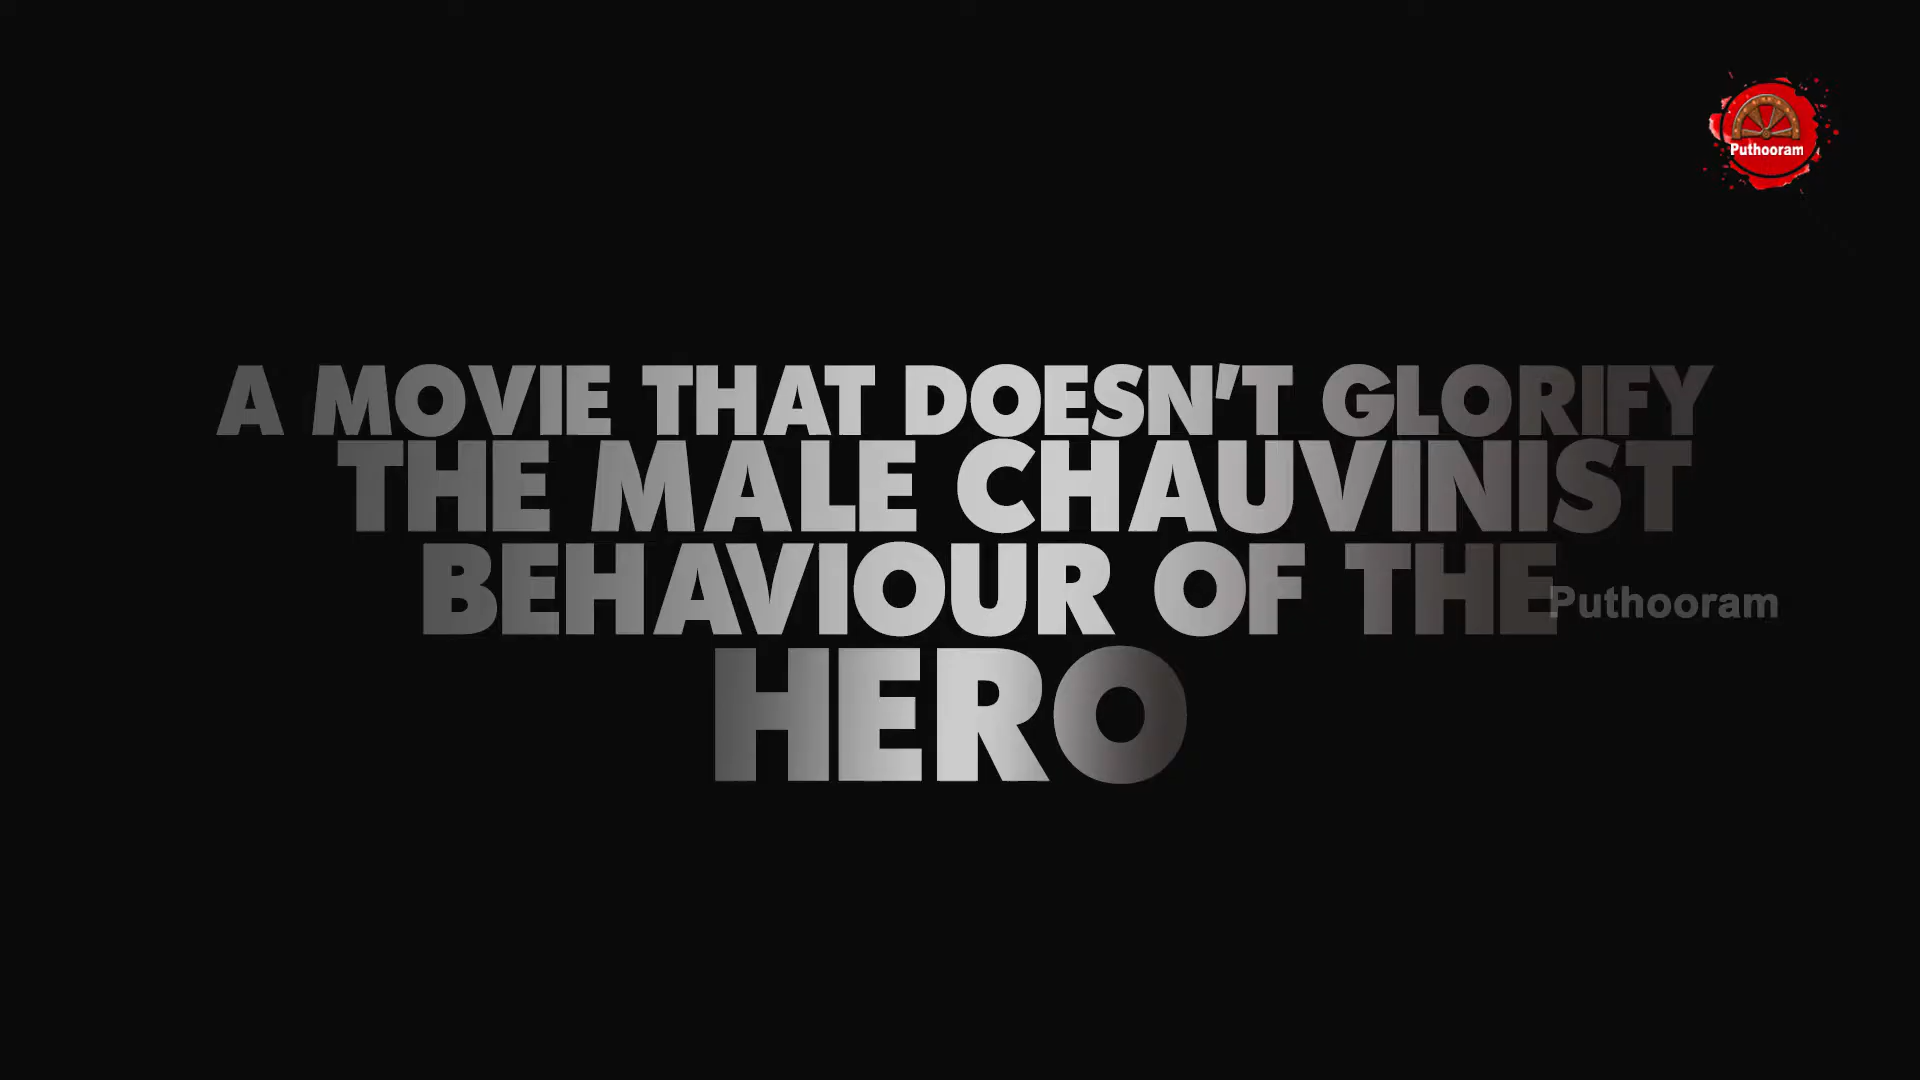 Puthooram
A MOVIE THAT DOESN'T GLORIFY
THE MALE CHAUVINIST
BEHAVIOUR OF THE
Puthooram
HERO